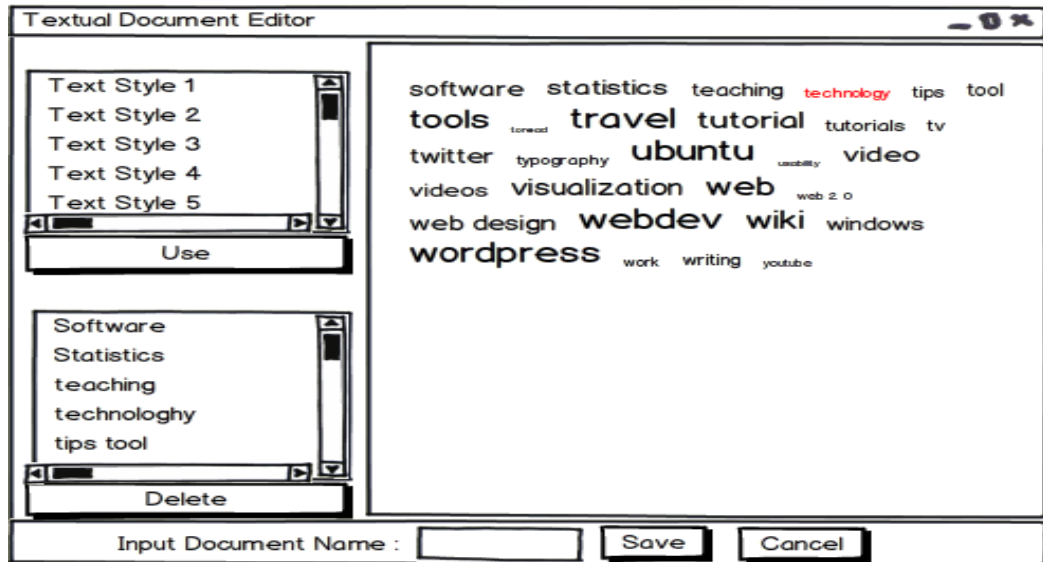 Textual Document Editor
Text Style 1
Text Style 2
Text Style 3
Text Style 4
Text Style 5
Use
Software
Statistics
teaching
technologhy
tips tool
Delete
software statistics teaching technology tips tool
tools toread travel tutorial tutorials tv
twitter typography ubuntu usability video
videos visualization web web 2 0
web design webdev wiki windows
wordpress work writing youtube
Input Document Name :
Save
Cancel